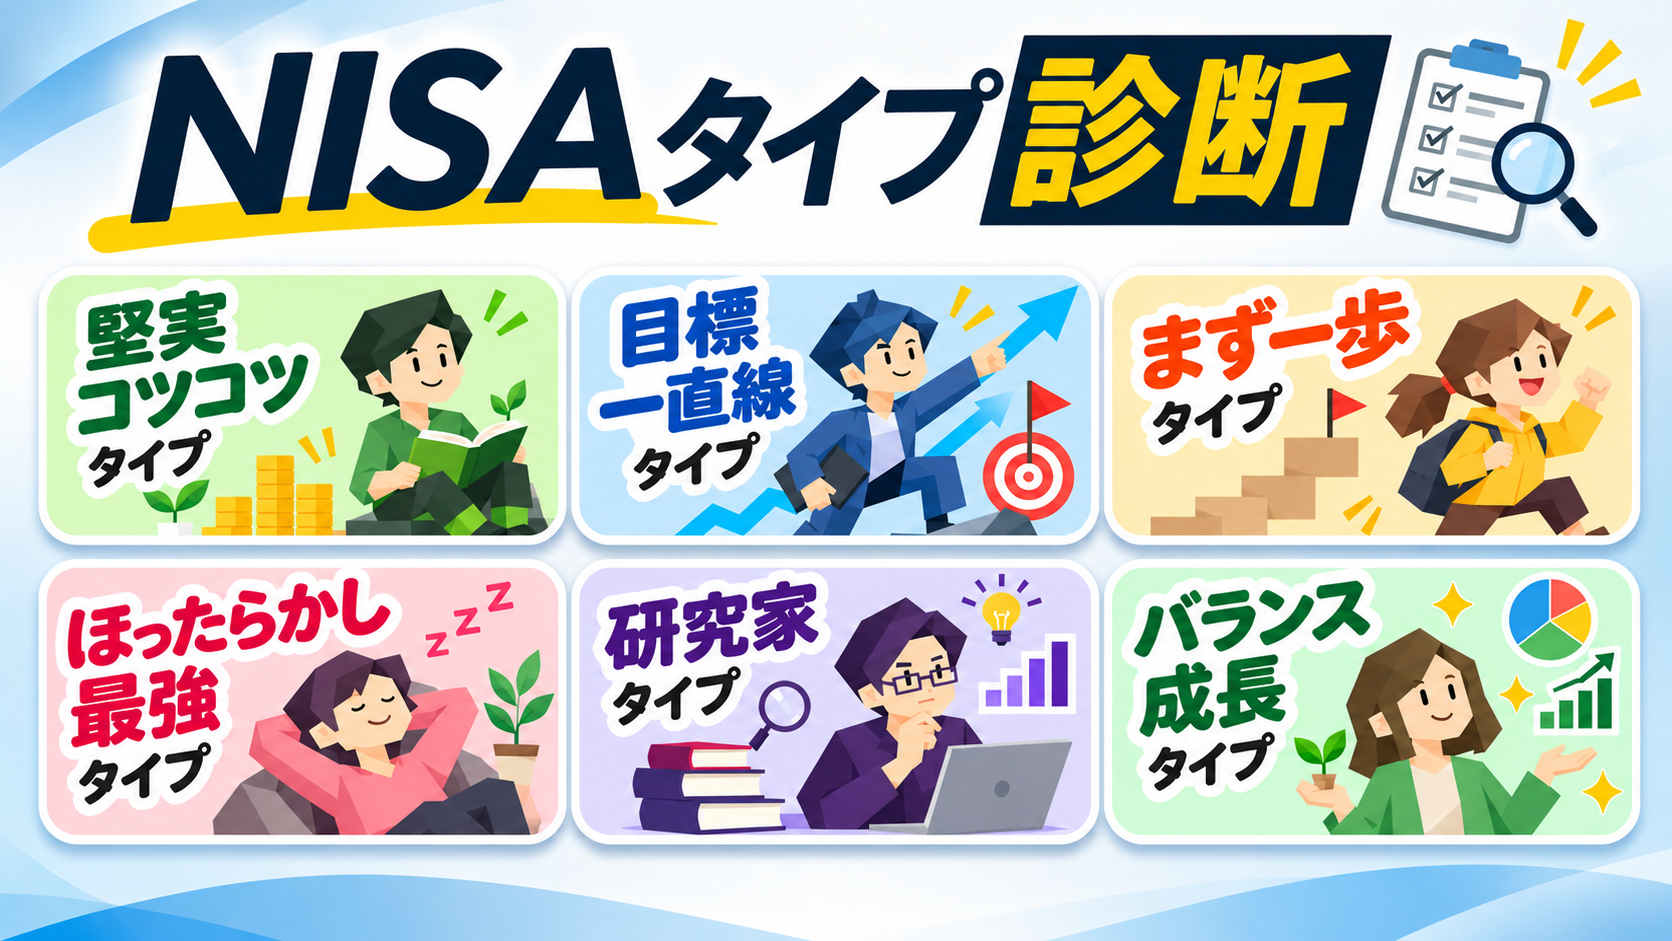 NISAタイプ診断
堅実
コツコツ
タイプ
目標
一直線
タイプ
まず一歩
タイプ
ほったらかし
最強
タイプ
zzz
研究家
タイプ
バランス
成長
タイプ